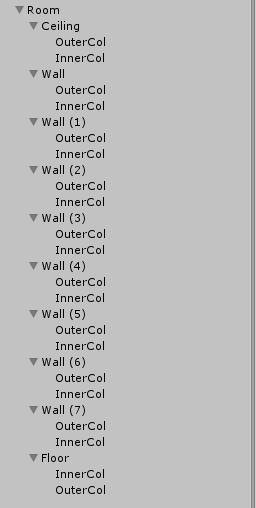 Room
Ceiling
OuterCol
InnerCol
Wall
OuterCol
InnerCol
Wall (1)
OuterCol
InnerCol
Wall (2)
OuterCol
InnerCol
Wall (3)
OuterCol
InnerCol
Wall (4)
OuterCol
InnerCol
Wall (5)
OuterCol
InnerCol
Wall (6)
OuterCol
InnerCol
Wall (7)
OuterCol
InnerCol
Floor
InnerCol
OuterCol